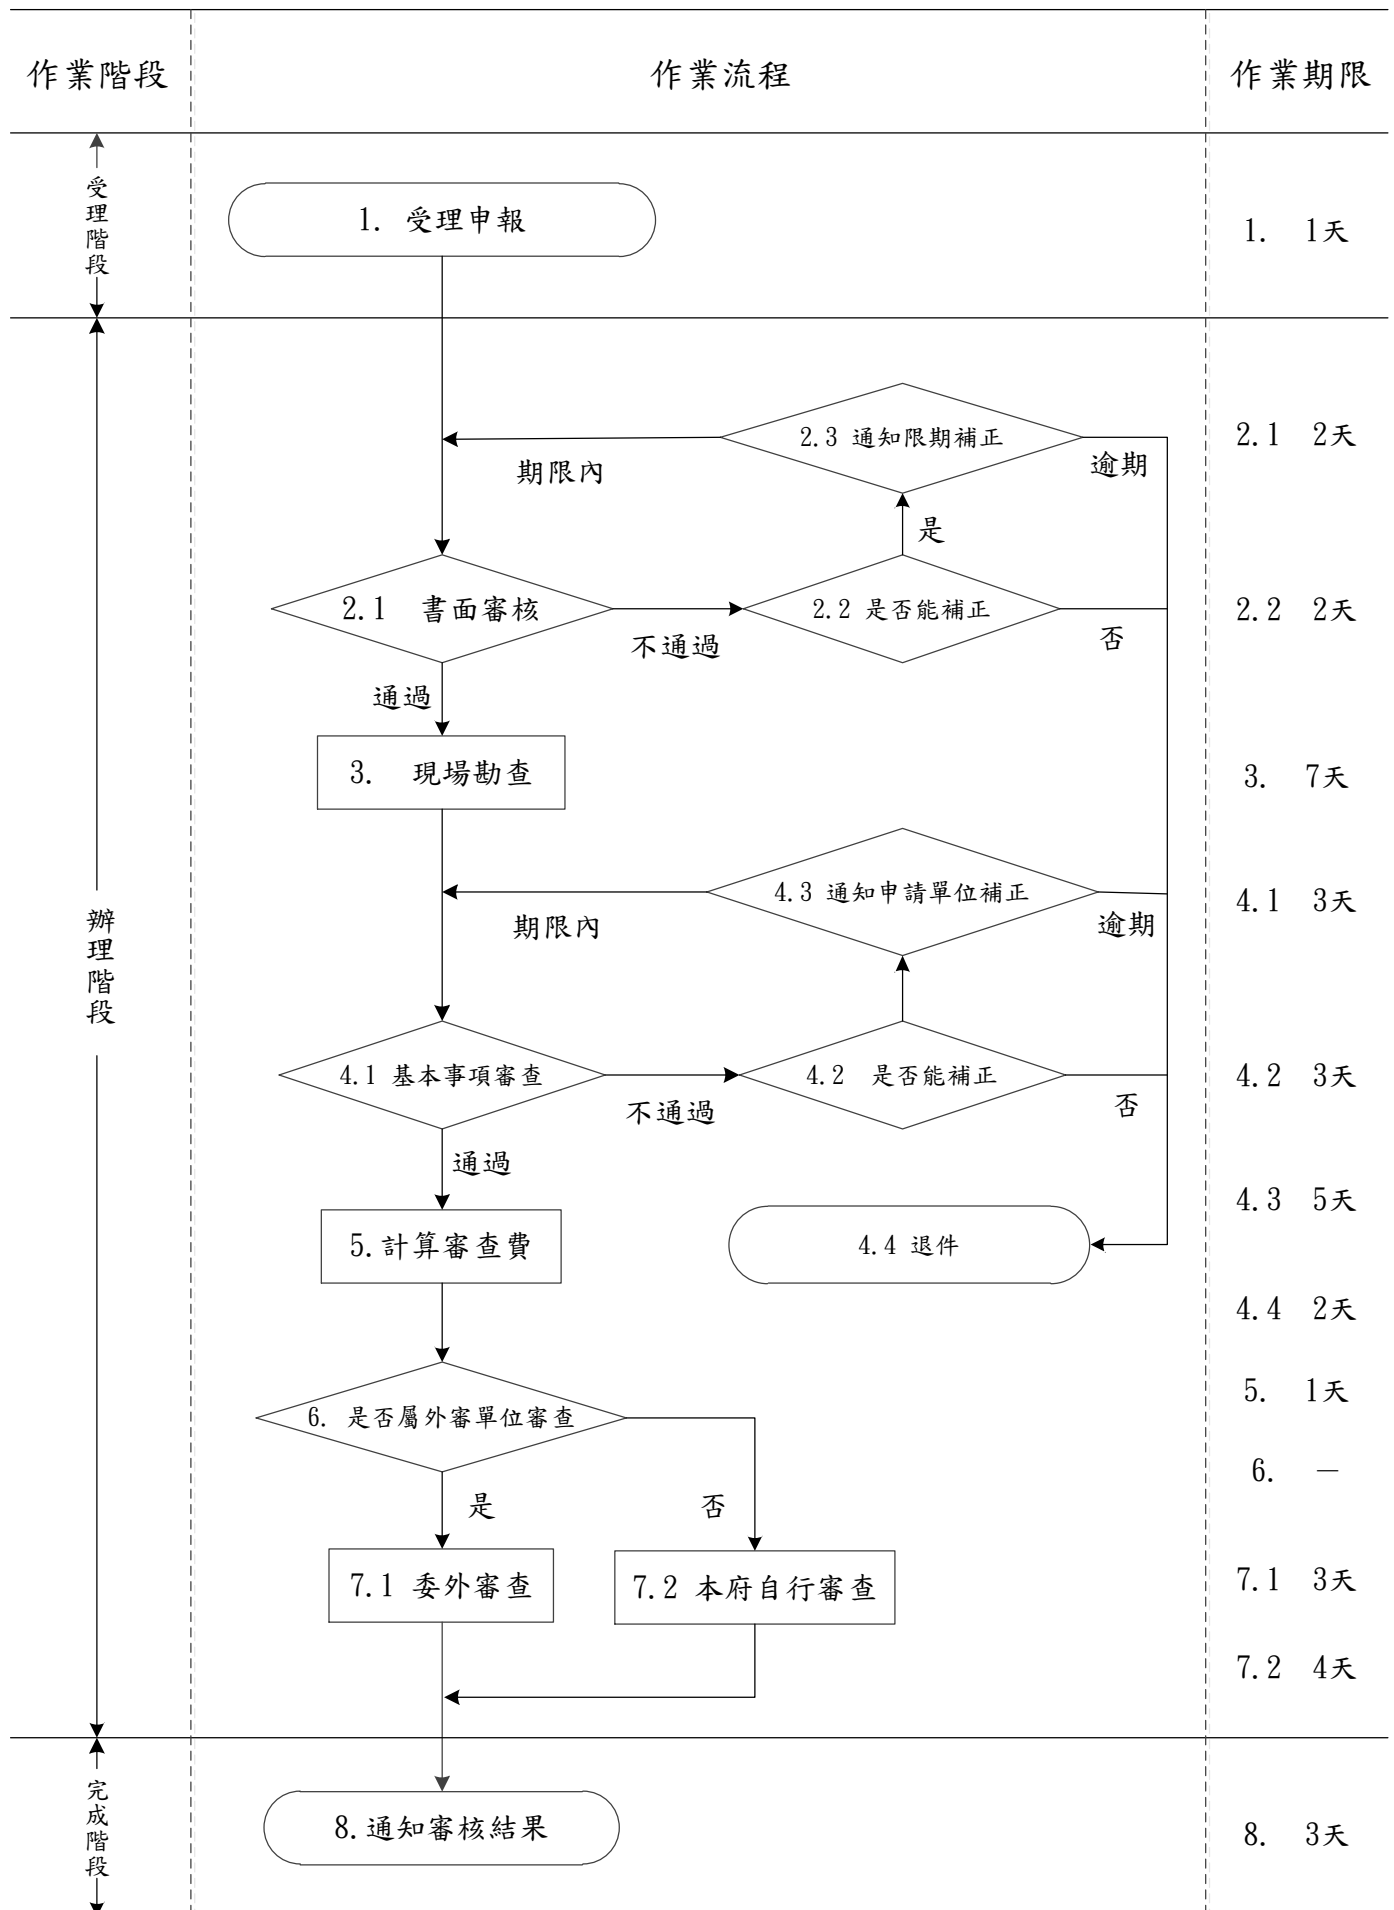 作業階段
作業流程
作業期限
受理階段
1. 受理申報
1. 1天
辦理階段
2.3 通知限期補正
2.1 2天
期限內
逾期
是
2.1 書面審核
2.2 是否能補正
2.2 2天
不通過
否
通過
3. 現場勘查
3. 7天
4.3 通知申請單位補正
4.1 3天
期限內
逾期
4.1 基本事項審查
4.2 是否能補正
4.2 3天
不通過
否
通過
4.3 5天
5.計算審查費
4.4 退件
4.4 2天
5. 1天
6. 是否屬外審單位審查
6. —
是
否
7.1 委外審查
7.2 本府自行審查
7.1 3天
7.2 4天
完成階段
8.通知審核結果
8. 3天